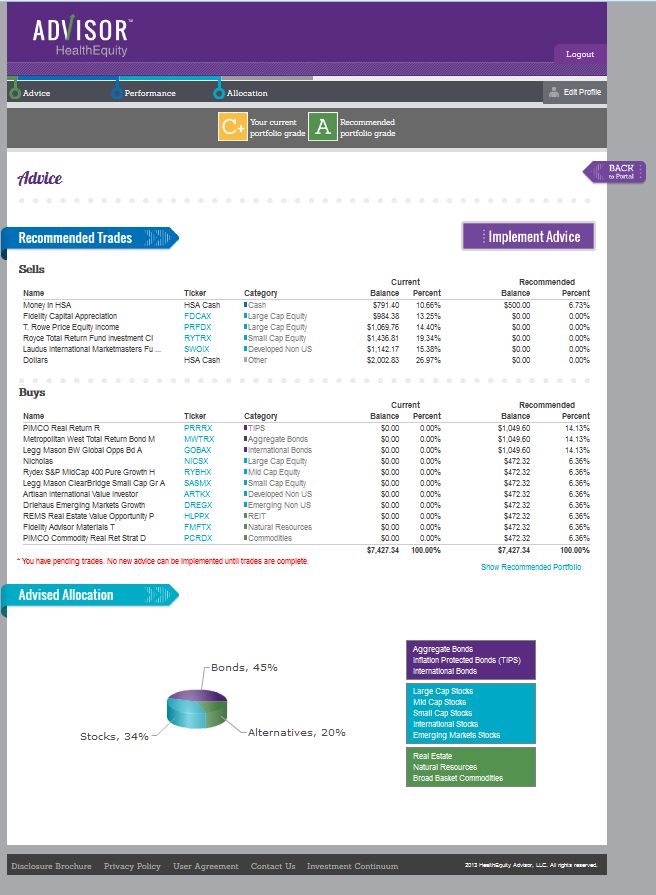 ADVISOR™
HealthEquity
Logout
Advice Performance Allocation Edit Profile
C+ Your current portfolio grade A Recommended portfolio grade
Advice
BACK
to Portal
Recommended Trades Implement Advice
Sells
Current Recommended
Name Ticker Category Balance Percent Balance Percent
Money In HSA HSA Cash Cash $791.40 10.66% $500.00 6.73%
Fidelity Capital Appreciation FDCAX Large Cap Equity $984.38 13.25% $0.00 0.00%
T. Rowe Price Equity Income PRFDX Large Cap Equity $1,069.76 14.40% $0.00 0.00%
Royce Total Return Fund Investment Cl RYTRX Small Cap Equity $1,436.81 19.34% $0.00 0.00%
Laudus International Marketmasters Fu ... SWOIX Developed Non US $1,142.17 15.38% $0.00 0.00%
Dollars HSA Cash Other $2,002.83 26.97% $0.00 0.00%
Buys
Current Recommended
Name Ticker Category Balance Percent Balance Percent
PIMCO Real Return R PRRRX TIPS $0.00 0.00% $1,049.60 14.13%
Metropolitan West Total Return Bond M MWTRX Aggregate Bonds $0.00 0.00% $1,049.60 14.13%
Legg Mason BW Global Opps Bd A GOBAX International Bonds $0.00 0.00% $1,049.60 14.13%
Nicholas NICSX Large Cap Equity $0.00 0.00% $472.32 6.36%
Rydex S&P MidCap 400 Pure Growth H RYBHX Mid Cap Equity $0.00 0.00% $472.32 6.36%
Legg Mason ClearBridge Small Cap Gr A SASMX Small Cap Equity $0.00 0.00% $472.32 6.36%
Artisan International Value Investor ARTKX Developed Non US $0.00 0.00% $472.32 6.36%
Driehaus Emerging Markets Growth DREGX Emerging Non US $0.00 0.00% $472.32 6.36%
REMS Real Estate Value Opportunity P HLPPX REIT $0.00 0.00% $472.32 6.36%
Fidelity Advisor Materials T FMFTX Natural Resources $0.00 0.00% $472.32 6.36%
PIMCO Commodity Real Ret Strat D PCRDX Commodities $0.00 0.00% $472.32 6.36%
$7,427.34 100.00% $7,427.34 100.00%
* You have pending trades. No new advice can be implemented until trades are complete.
Show Recommended Portfolio
Advised Allocation
Bonds, 45%
Stocks, 34%
Alternatives, 20%
Aggregate Bonds
Inflation Protected Bonds (TIPS)
International Bonds
Large Cap Stocks
Mid Cap Stocks
Small Cap Stocks
International Stocks
Emerging Markets Stocks
Real Estate
Natural Resources
Broad Basket Commodities
Disclosure Brochure Privacy Policy User Agreement Contact Us Investment Continuum 2013 HealthEquity Advisor, LLC. All rights reserved.